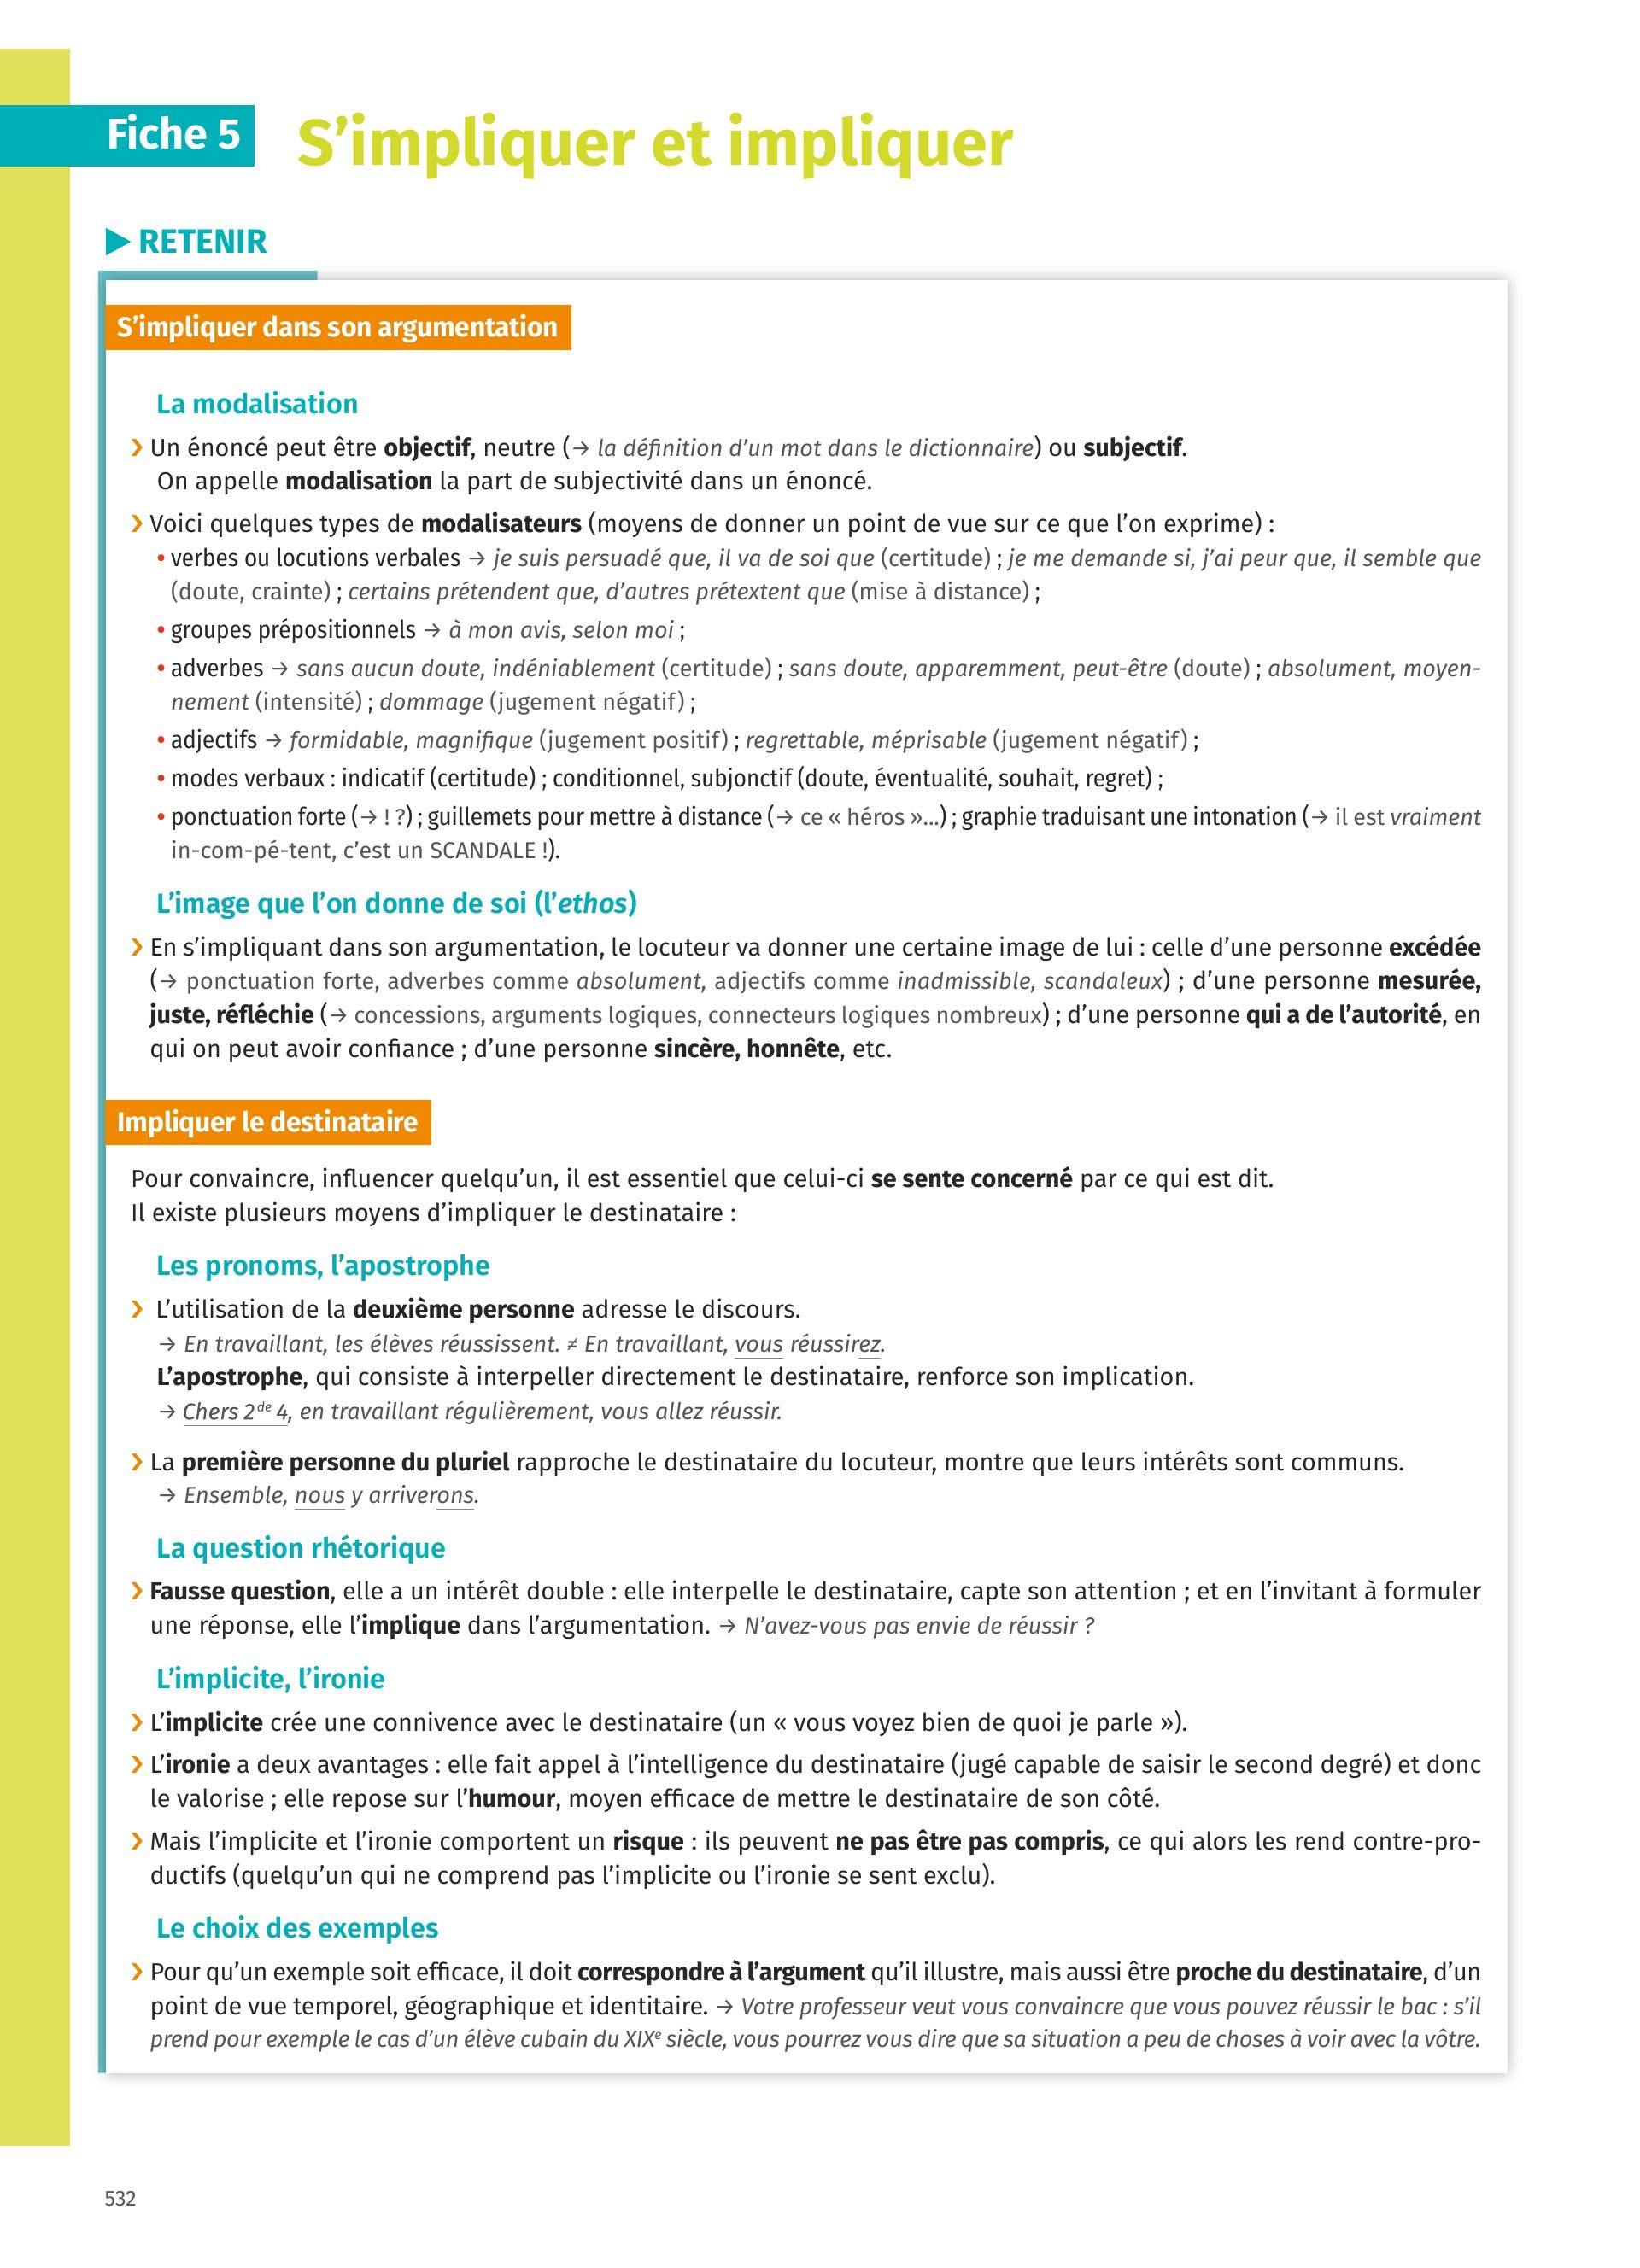 Fiche 5
S’impliquer et impliquer
▶ RETENIR
S’impliquer dans son argumentation
La modalisation
❯ Un énoncé peut être objectif, neutre (→ la définition d’un mot dans le dictionnaire) ou subjectif.
On appelle modalisation la part de subjectivité dans un énoncé.
❯ Voici quelques types de modalisateurs (moyens de donner un point de vue sur ce que l’on exprime) :
• verbes ou locutions verbales → je suis persuadé que, il va de soi que (certitude) ; je me demande si, j’ai peur que, il semble que
(doute, crainte) ; certains prétendent que, d’autres prétextent que (mise à distance) ;
• groupes prépositionnels → à mon avis, selon moi ;
• adverbes → sans aucun doute, indéniablement (certitude) ; sans doute, apparemment, peut-être (doute) ; absolument, moyen-
nement (intensité) ; dommage (jugement négatif) ;
• adjectifs → formidable, magnifique (jugement positif) ; regrettable, méprisable (jugement négatif) ;
• modes verbaux : indicatif (certitude) ; conditionnel, subjonctif (doute, éventualité, souhait, regret) ;
• ponctuation forte (→ ! ?) ; guillemets pour mettre à distance (→ ce « héros »...) ; graphie traduisant une intonation (→ il est vraiment
in-com-pé-tent, c’est un SCANDALE !).
L’image que l’on donne de soi (l’ethos)
❯ En s’impliquant dans son argumentation, le locuteur va donner une certaine image de lui : celle d’une personne excédée
(→ ponctuation forte, adverbes comme absolument, adjectifs comme inadmissible, scandaleux) ; d’une personne mesurée,
juste, réfléchie (→ concessions, arguments logiques, connecteurs logiques nombreux) ; d’une personne qui a de l’autorité, en
qui on peut avoir confiance ; d’une personne sincère, honnête, etc.
Impliquer le destinataire
Pour convaincre, influencer quelqu’un, il est essentiel que celui-ci se sente concerné par ce qui est dit.
Il existe plusieurs moyens d’impliquer le destinataire :
Les pronoms, l’apostrophe
❯ L’utilisation de la deuxième personne adresse le discours.
→ En travaillant, les élèves réussissent. ≠ En travaillant, vous réussirez.
L’apostrophe, qui consiste à interpeller directement le destinataire, renforce son implication.
→ Chers 2de 4, en travaillant régulièrement, vous allez réussir.
❯ La première personne du pluriel rapproche le destinataire du locuteur, montre que leurs intérêts sont communs.
→ Ensemble, nous y arriverons.
La question rhétorique
❯ Fausse question, elle a un intérêt double : elle interpelle le destinataire, capte son attention ; et en l’invitant à formuler
une réponse, elle l’implique dans l’argumentation. → N’avez-vous pas envie de réussir ?
L’implicite, l’ironie
❯ L’implicite crée une connivence avec le destinataire (un « vous voyez bien de quoi je parle »).
❯ L’ironie a deux avantages : elle fait appel à l’intelligence du destinataire (jugé capable de saisir le second degré) et donc
le valorise ; elle repose sur l’humour, moyen efficace de mettre le destinataire de son côté.
❯ Mais l’implicite et l’ironie comportent un risque : ils peuvent ne pas être pas compris, ce qui alors les rend contre-pro-
ductifs (quelqu’un qui ne comprend pas l’implicite ou l’ironie se sent exclu).
Le choix des exemples
❯ Pour qu’un exemple soit efficace, il doit correspondre à l’argument qu’il illustre, mais aussi être proche du destinataire, d’un
point de vue temporel, géographique et identitaire. → Votre professeur veut vous convaincre que vous pouvez réussir le bac : s’il
prend pour exemple le cas d’un élève cubain du XIXe siècle, vous pourrez vous dire que sa situation a peu de choses à voir avec la vôtre.
532